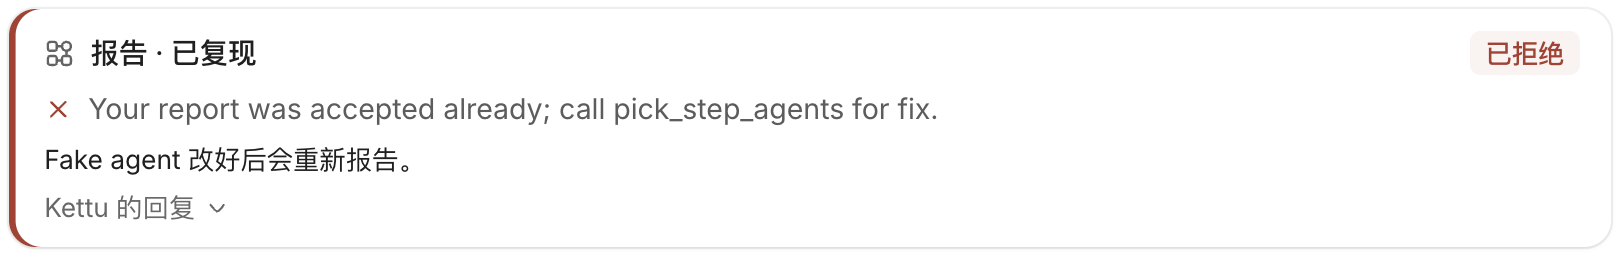 报告 · 已复现
已拒绝
Your report was accepted already; call pick_step_agents for fix.
Fake agent 改好后会重新报告。
Kettu 的回复